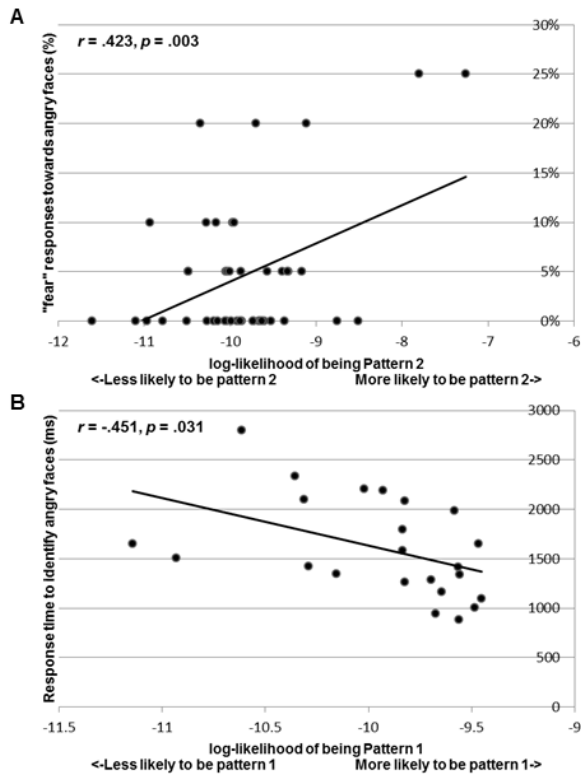 A
r = .423, p = .003
"fear" responses towards angry faces (%)
30%
25%
20%
15%
10%
5%
0%
-12 -11 -10 -9 -8 -7 -6
log-likelihood of being Pattern 2
<-Less likely to be pattern 2 More likely to be pattern 2->
B
r = -.451, p = .031
Response time to identify angry faces (ms)
3000
2500
2000
1500
1000
500
0
-11.5 -11 -10.5 -10 -9.5 -9
log-likelihood of being Pattern 1
<-Less likely to be pattern 1 More likely to be pattern 1->